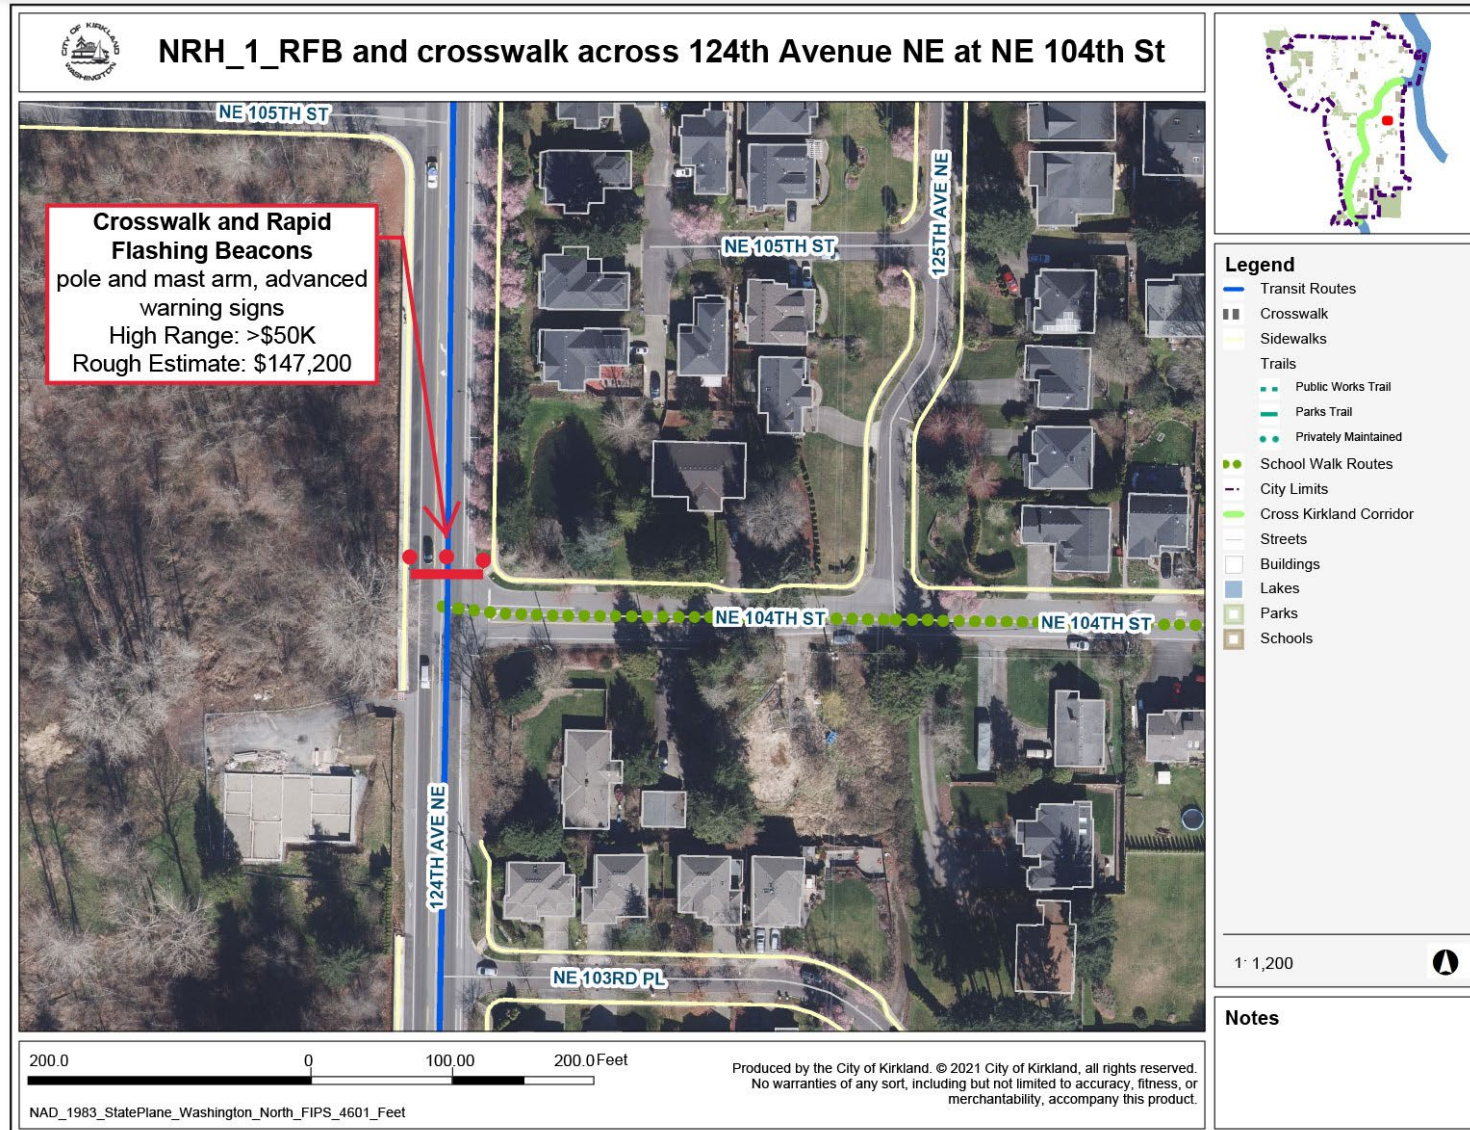 CITY OF KIRKLAND
WASHINGTON
NRH_1_RFB and crosswalk across 124th Avenue NE at NE 104th St
NE 105TH ST
Crosswalk and Rapid
Flashing Beacons
pole and mast arm, advanced
warning signs
High Range: >$50K
Rough Estimate: $147,200
NE 105TH ST
125TH AVE NE
NE 104TH ST
NE 104TH ST
124TH AVE NE
NE 103RD PL
Legend
Transit Routes
Crosswalk
Sidewalks
Trails
Public Works Trail
Parks Trail
Privately Maintained
School Walk Routes
City Limits
Cross Kirkland Corridor
Streets
Buildings
Lakes
Parks
Schools
1: 1,200
Notes
200.0 0 100.00 200.0 Feet
NAD_1983_StatePlane_Washington_North_FIPS_4601_Feet
Produced by the City of Kirkland. © 2021 City of Kirkland, all rights reserved.
No warranties of any sort, including but not limited to accuracy, fitness, or
merchantability, accompany this product.